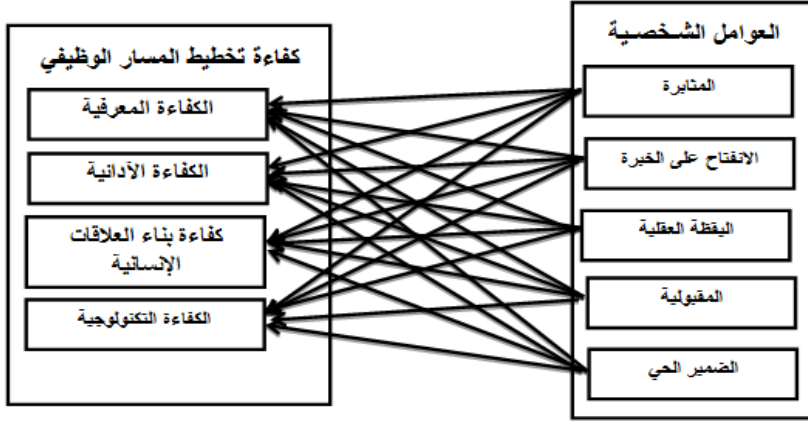 العوامل الشخصية
المثابرة
الانفتاح على الخبرة
اليقظة العقلية
المقبولية
الضمير الحي
كفاءة تخطيط المسار الوظيفي
الكفاءة المعرفية
الكفاءة الآدائية
كفاءة بناء العلاقات
الإنسانية
الكفاءة التكنولوجية